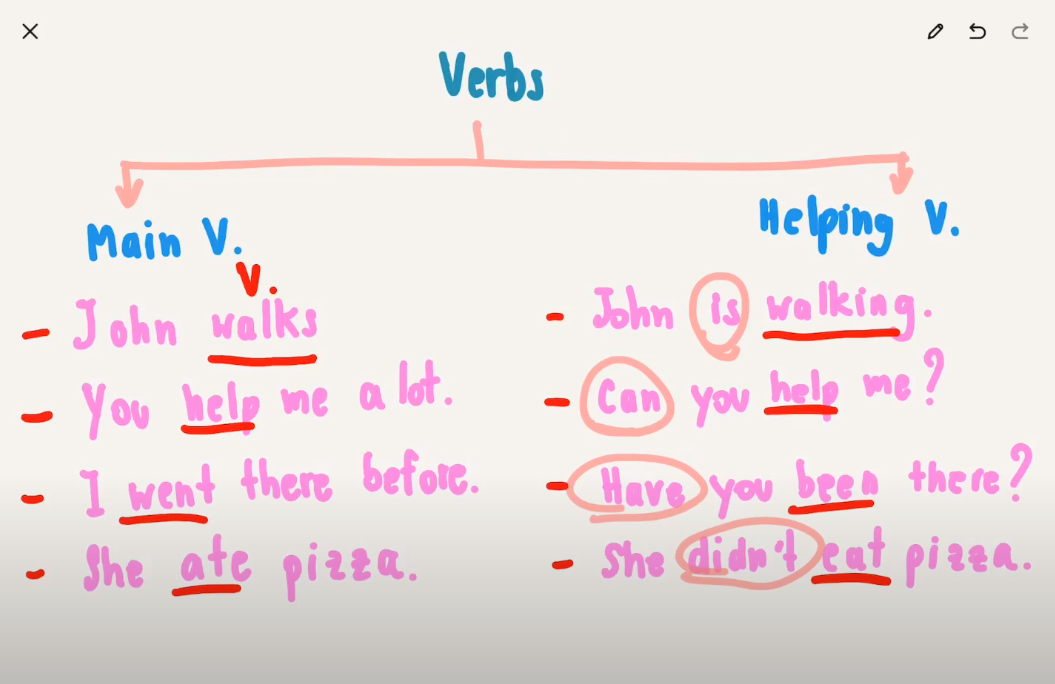 Verbs
Main V.
V.
- John walks
- You help me a lot.
- I went there before.
- She ate pizza.
Helping V.
- John is walking.
- Can you help me?
- Have you been there?
- She didn't eat pizza.